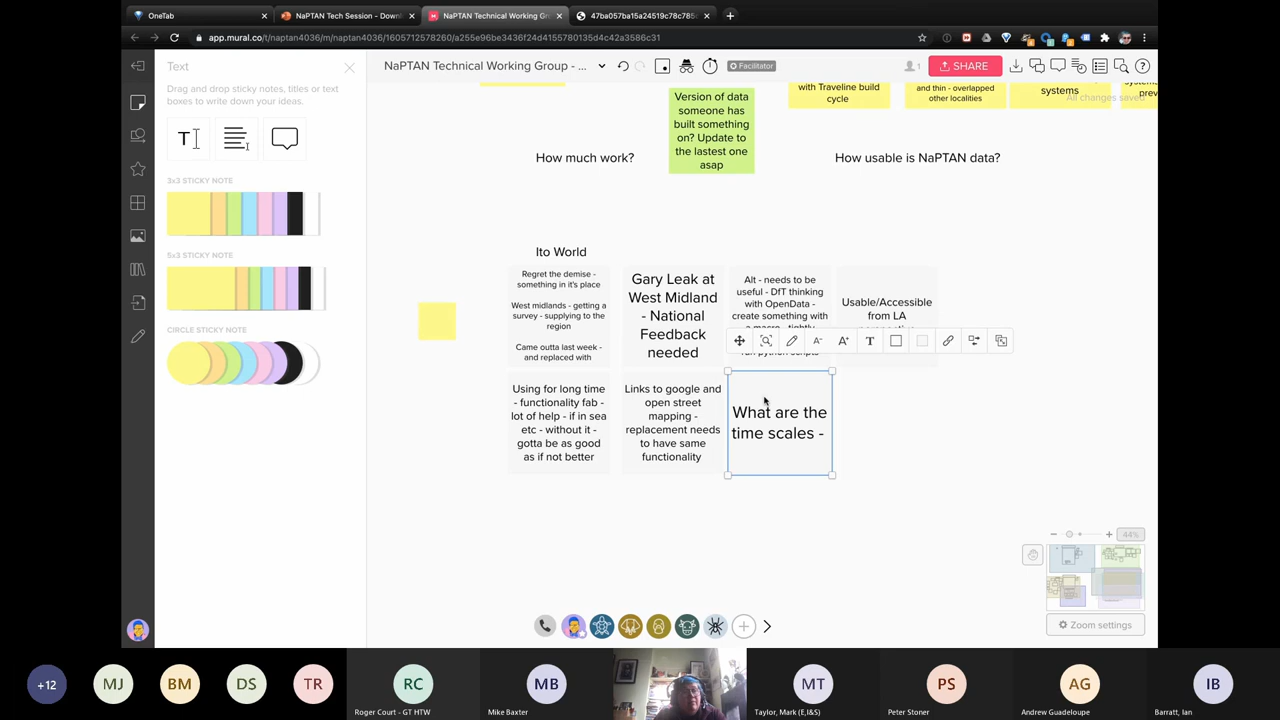 OneTab
NaPTAN Tech Session - Downl
NaPTAN Technical Working Gr
47ba057ba15a24519c78c785
app.mural.co/t/naptan4036/m/naptan4036/1605712578260/a255e96be3436f24d4155780135d4c42a3586c31
Text
NaPTAN Technical Working Group - ...
Facilitator
1
SHARE
Drag and drop sticky notes, titles or text
boxes to write down your ideas.
T
3x3 STICKY NOTE
5x3 STICKY NOTE
CIRCLE STICKY NOTE
with Traveline build
cycle
and thin - overlapped
other localities
systems
All changes saved
Version of data
someone has
built something
on? Update to
the lastest one
asap
How much work?
How usable is NaPTAN data?
Ito World
Regret the demise -
something in it's place
West midlands - getting a
survey - supplying to the
region
Came outta last week -
and replaced with
Gary Leak at
West Midland
- National
Feedback
needed
Alt - needs to be
useful - DfT thinking
with OpenData -
create something with
Usable/Accessible
from LA
A-
A+
T
Using for long time
- functionality fab -
lot of help - if in sea
etc - without it -
gotta be as good
as if not better
Links to google and
open street
mapping -
replacement needs
to have same
functionality
What are the
time scales -
44%
Zoom settings
+12
MJ
BM
DS
TR
RC
Roger Court - GT HTW
MB
Mike Baxter
MT
Taylor, Mark (E,I&S)
PS
Peter Stoner
AG
Andrew Guadeloupe
IB
Barratt, Ian